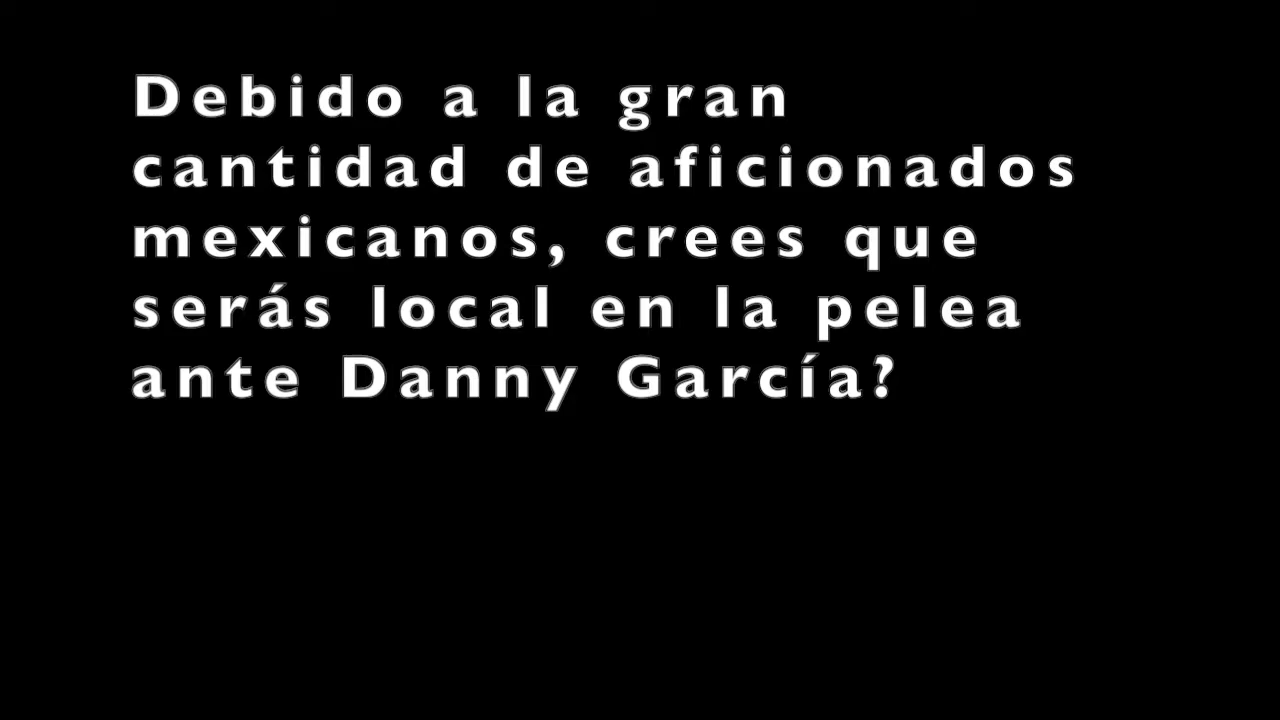 Debido a la gran
cantidad de aficionados
mexicanos, crees que
serás local en la pelea
ante Danny García?